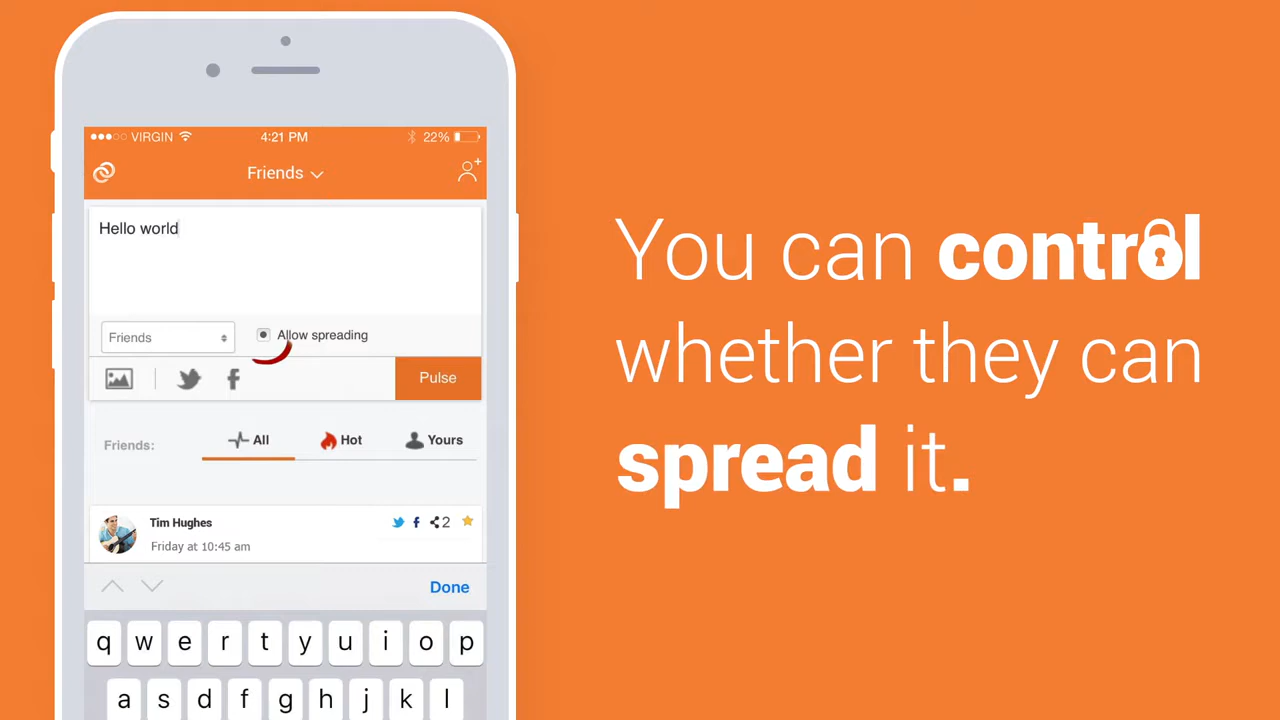 VIRGIN 4:21 PM 22%
Friends
Hello world
Friends Allow spreading
Pulse
Friends: All Hot Yours
Tim Hughes 2
Friday at 10:45 am
Done
q w e r t y u i o p
a s d f g h j k l
You can control
whether they can
spread it.